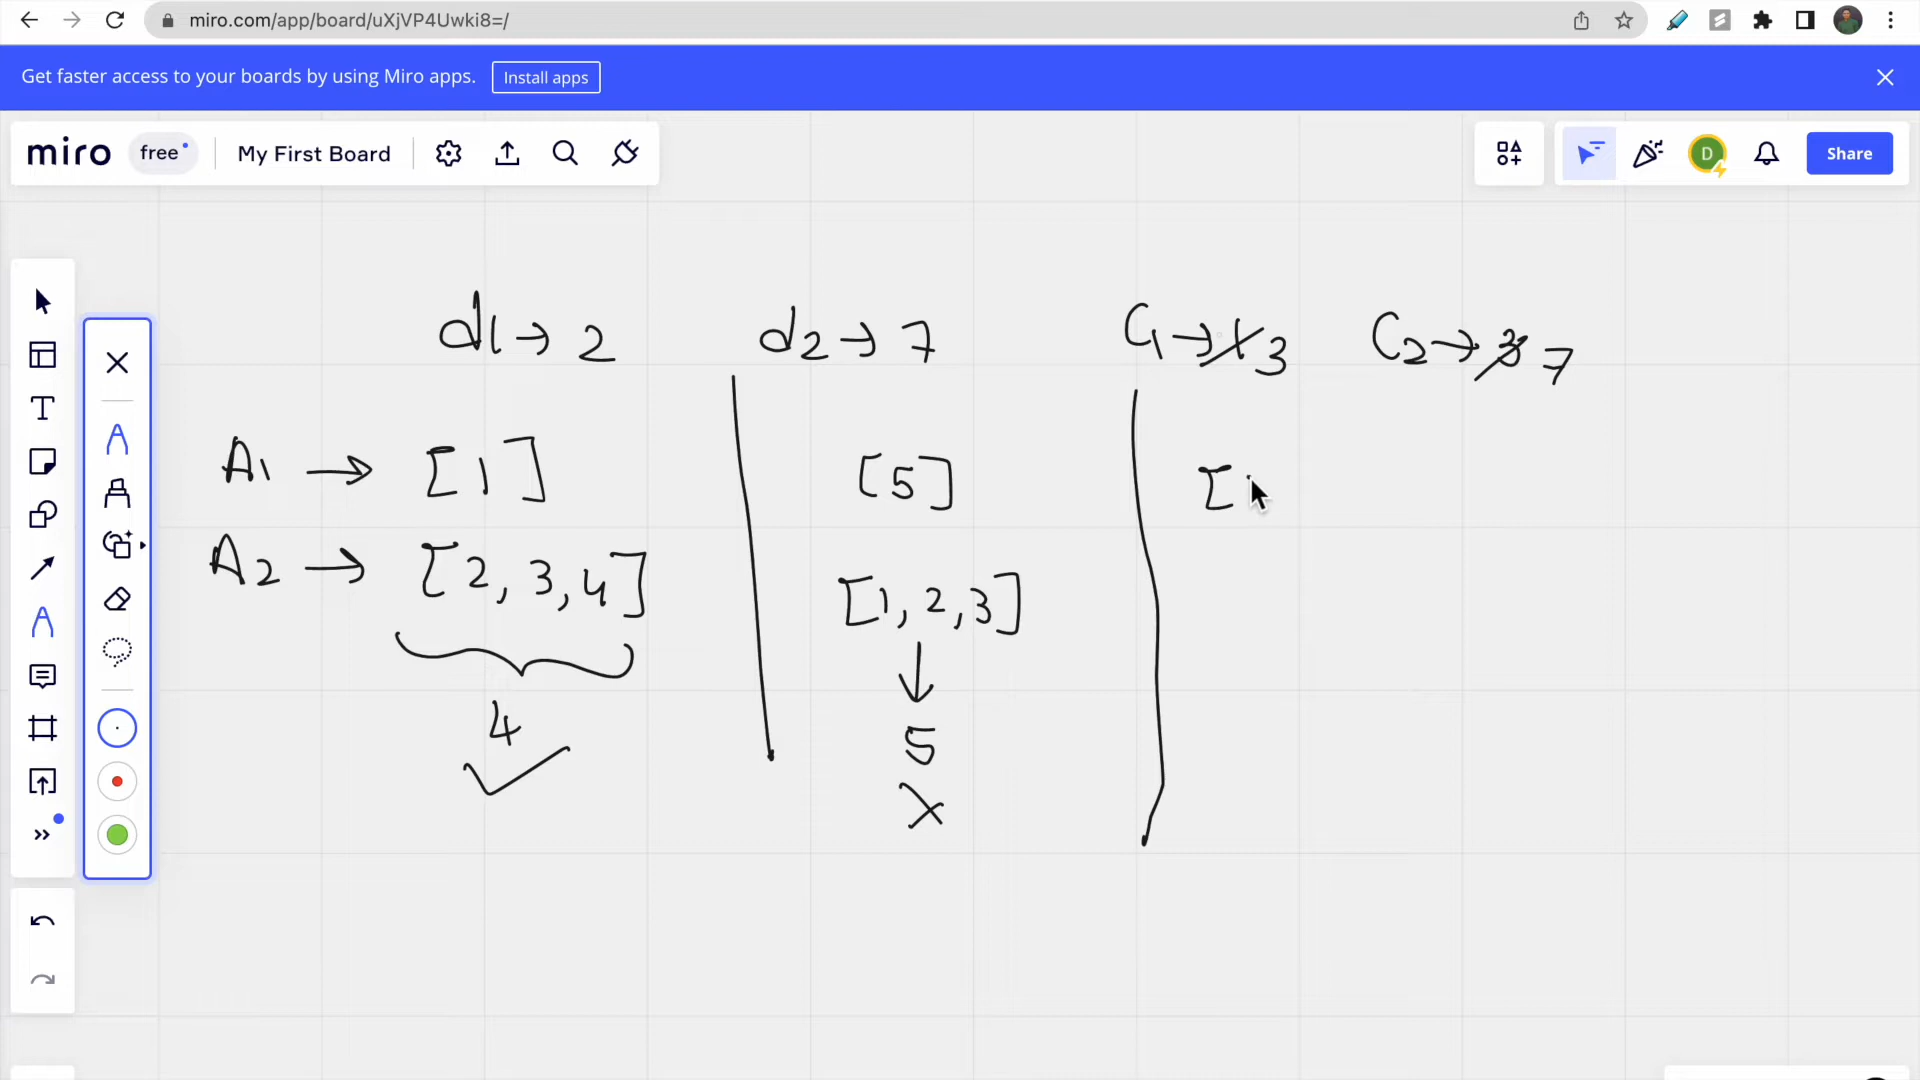 miro.com/app/board/uXjVP4Uwki8=/
Get faster access to your boards by using Miro apps. Install apps
miro free My First Board D Share
d1 → 2 d2 → 7 C1 → 1 3 C2 → 3 7
A1 → [1] [5] [
A2 → [2, 3, 4] [1, 2, 3]
↓
4 5
✓ X